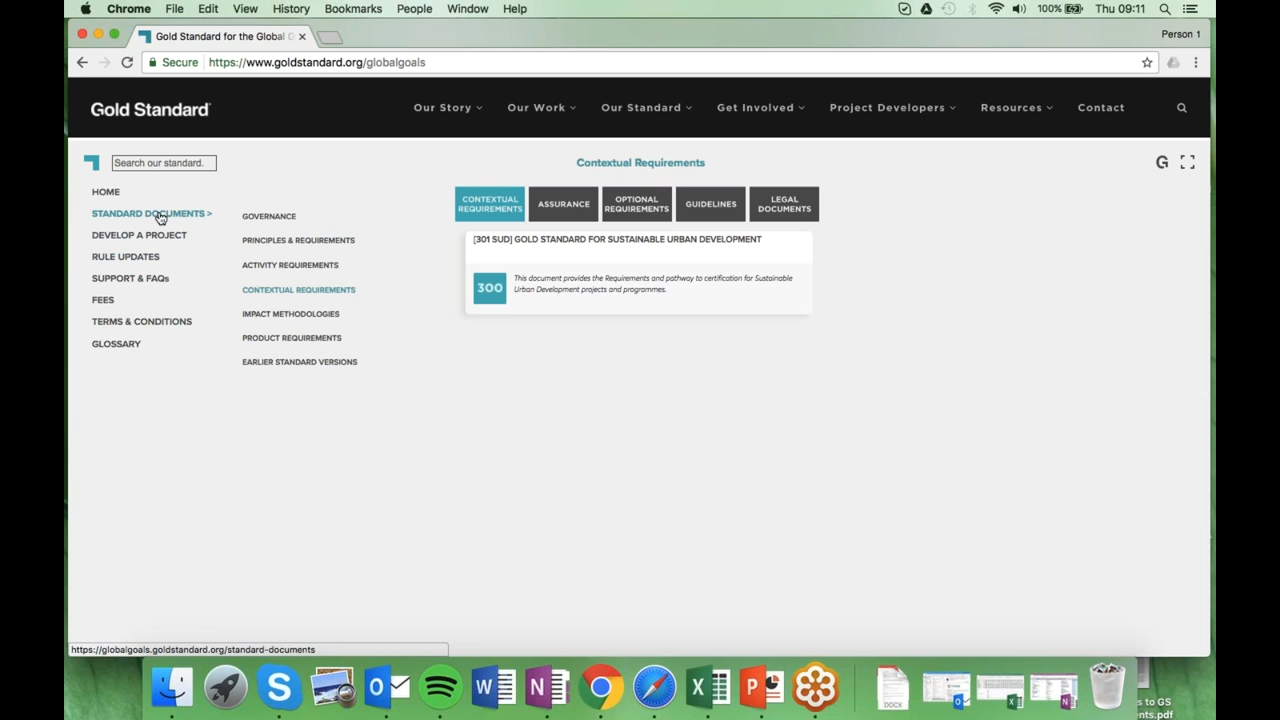 Chrome File Edit View History Bookmarks People Window Help 100% Thu 09:11
Gold Standard for the Global G
Person 1
Secure https://www.goldstandard.org/globalgoals
Gold Standard
Our Story Our Work Our Standard Get Involved Project Developers Resources Contact
Search our standard.
Contextual Requirements
G
HOME
STANDARD DOCUMENTS >
DEVELOP A PROJECT
RULE UPDATES
SUPPORT & FAQs
FEES
TERMS & CONDITIONS
GLOSSARY
GOVERNANCE
PRINCIPLES & REQUIREMENTS
ACTIVITY REQUIREMENTS
CONTEXTUAL REQUIREMENTS
IMPACT METHODOLOGIES
PRODUCT REQUIREMENTS
EARLIER STANDARD VERSIONS
CONTEXTUAL
REQUIREMENTS
ASSURANCE
OPTIONAL
REQUIREMENTS
GUIDELINES
LEGAL
DOCUMENTS
[301 SUD] GOLD STANDARD FOR SUSTAINABLE URBAN DEVELOPMENT
300
This document provides the Requirements and pathway to certification for Sustainable
Urban Development projects and programmes.
https://globalgoals.goldstandard.org/standard-documents
S
O
W
N
X
P
DOCX
s to GS
nts.pdf